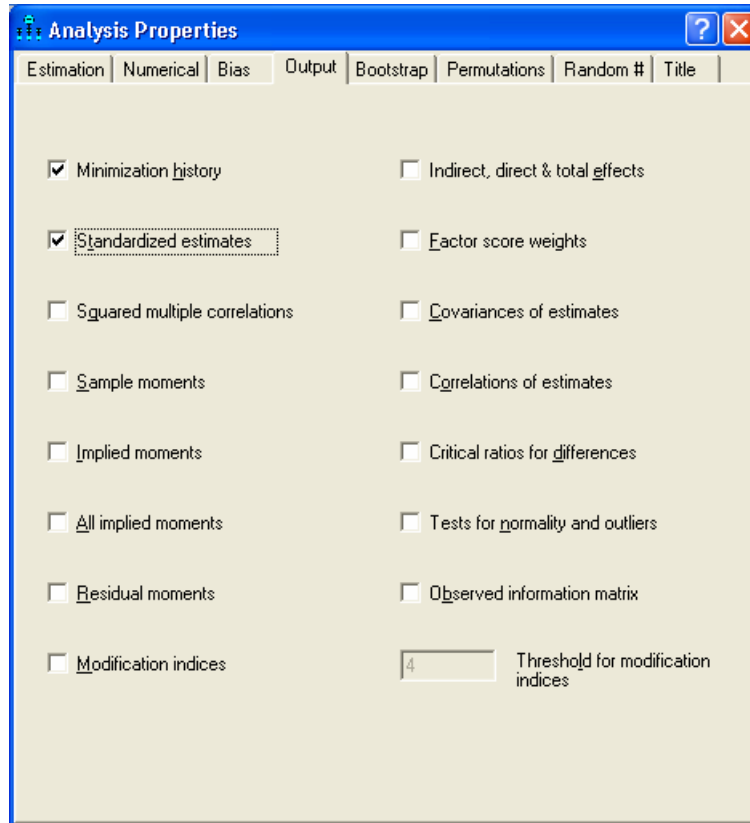 Analysis Properties
Estimation Numerical Bias Output Bootstrap Permutations Random # Title
Minimization history
Indirect, direct & total effects
Standardized estimates
Factor score weights
Squared multiple correlations
Covariances of estimates
Sample moments
Correlations of estimates
Implied moments
Critical ratios for differences
All implied moments
Tests for normality and outliers
Residual moments
Observed information matrix
Modification indices
4
Threshold for modification
indices